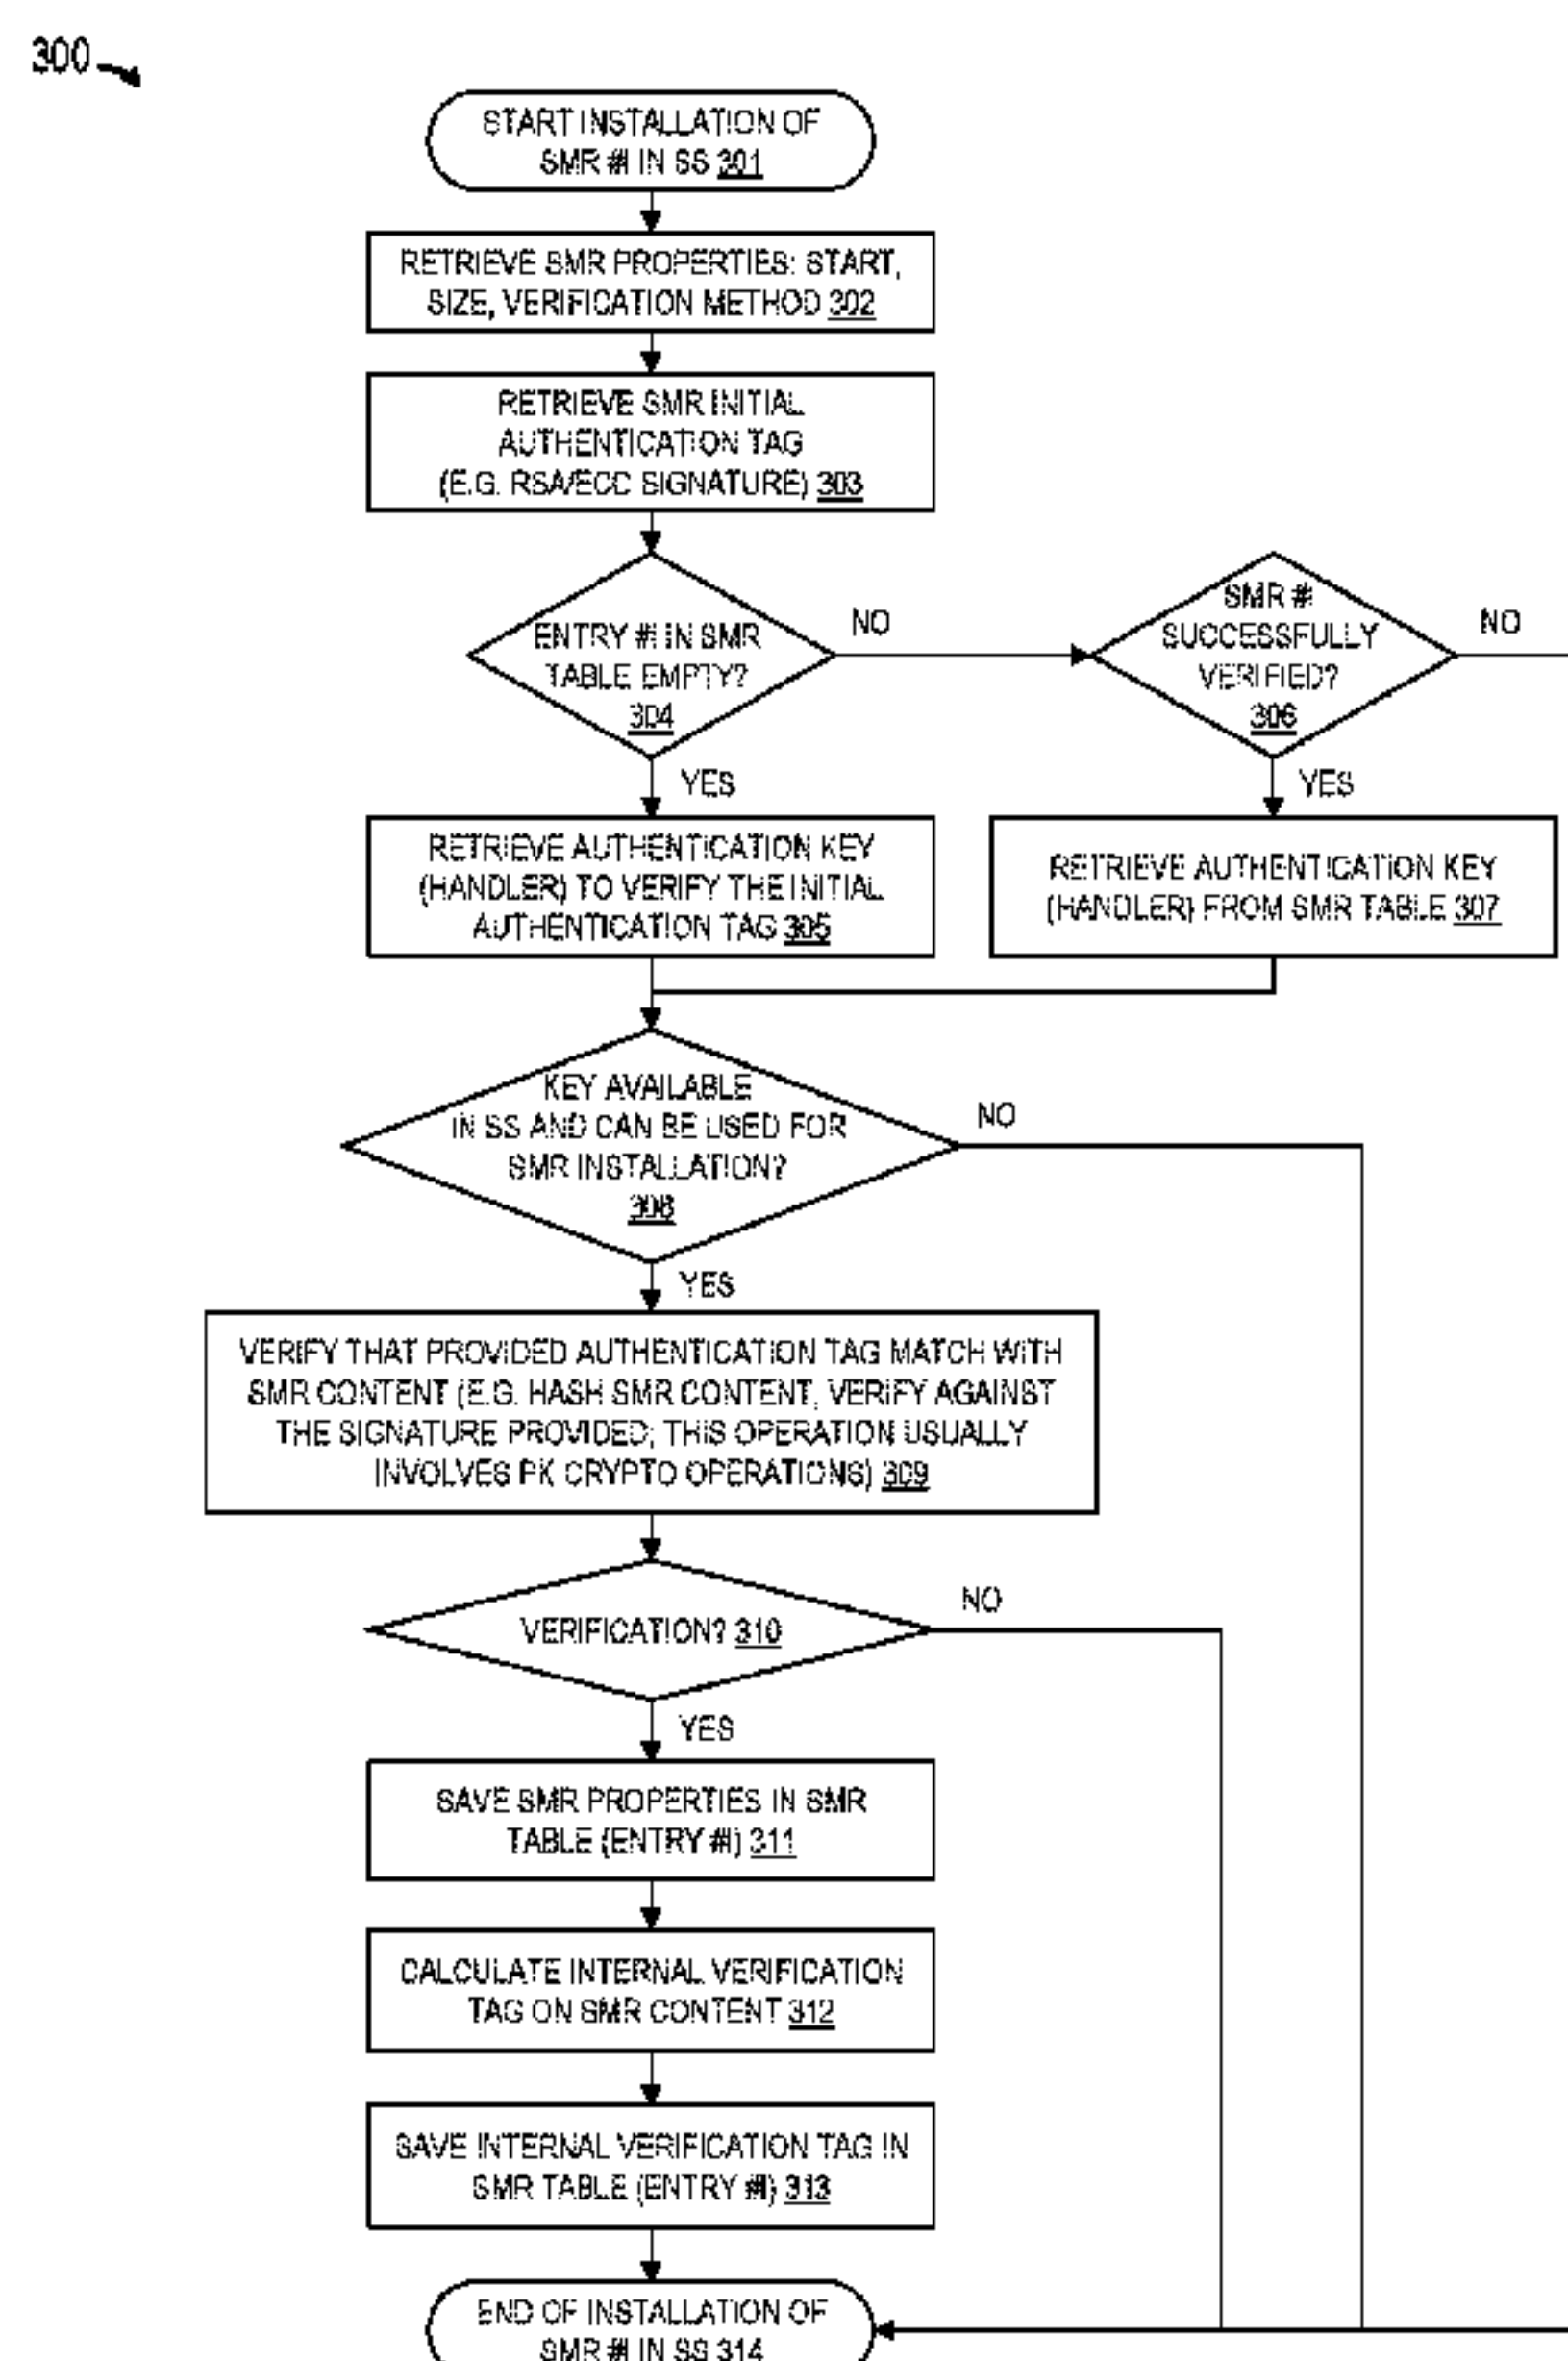 300
START INSTALLATION OF
SMR #I IN SS 301
RETRIEVE SMR PROPERTIES: START,
SIZE, VERIFICATION METHOD 302
RETRIEVE SMR INITIAL
AUTHENTICATION TAG
(E.G. RSA/ECC SIGNATURE) 303
ENTRY #I IN SMR
TABLE EMPTY?
304
NO
SMR #I
SUCCESSFULLY
VERIFIED?
306
NO
YES
YES
RETRIEVE AUTHENTICATION KEY
(HANDLER) TO VERIFY THE INITIAL
AUTHENTICATION TAG 305
RETRIEVE AUTHENTICATION KEY
(HANDLER) FROM SMR TABLE 307
KEY AVAILABLE
IN SS AND CAN BE USED FOR
SMR INSTALLATION?
308
NO
YES
VERIFY THAT PROVIDED AUTHENTICATION TAG MATCH WITH
SMR CONTENT (E.G. HASH SMR CONTENT, VERIFY AGAINST
THE SIGNATURE PROVIDED; THIS OPERATION USUALLY
INVOLVES PK CRYPTO OPERATIONS) 309
VERIFICATION? 310
NO
YES
SAVE SMR PROPERTIES IN SMR
TABLE (ENTRY #I) 311
CALCULATE INTERNAL VERIFICATION
TAG ON SMR CONTENT 312
SAVE INTERNAL VERIFICATION TAG IN
SMR TABLE (ENTRY #I) 313
END OF INSTALLATION OF
SMR #I IN SS 314